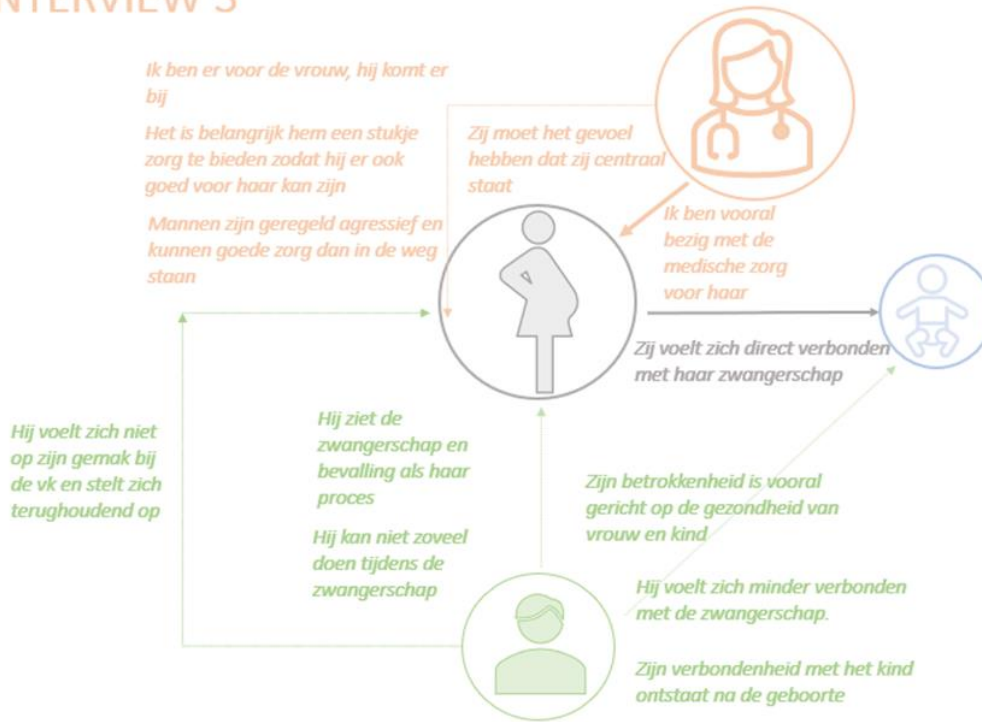 INTERVIEW 3
Ik ben er voor de vrouw, hij komt er
bij
Het is belangrijk hem een stukje
zorg te bieden zodat hij er ook
goed voor haar kan zijn
Mannen zijn geregeld agressief en
kunnen goede zorg dan in de weg
staan
Zij moet het gevoel
hebben dat zij centraal
staat
Ik ben vooral
bezig met de
medische zorg
voor haar
Zij voelt zich direct verbonden
met haar zwangerschap
Hij voelt zich niet
op zijn gemak bij
de vk en stelt zich
terughoudend op
Hij ziet de
zwangerschap en
bevalling als haar
proces
Hij kan niet zoveel
doen tijdens de
zwangerschap
Zijn betrokkenheid is vooral
gericht op de gezondheid van
vrouw en kind
Hij voelt zich minder verbonden
met de zwangerschap.
Zijn verbondenheid met het kind
ontstaat na de geboorte